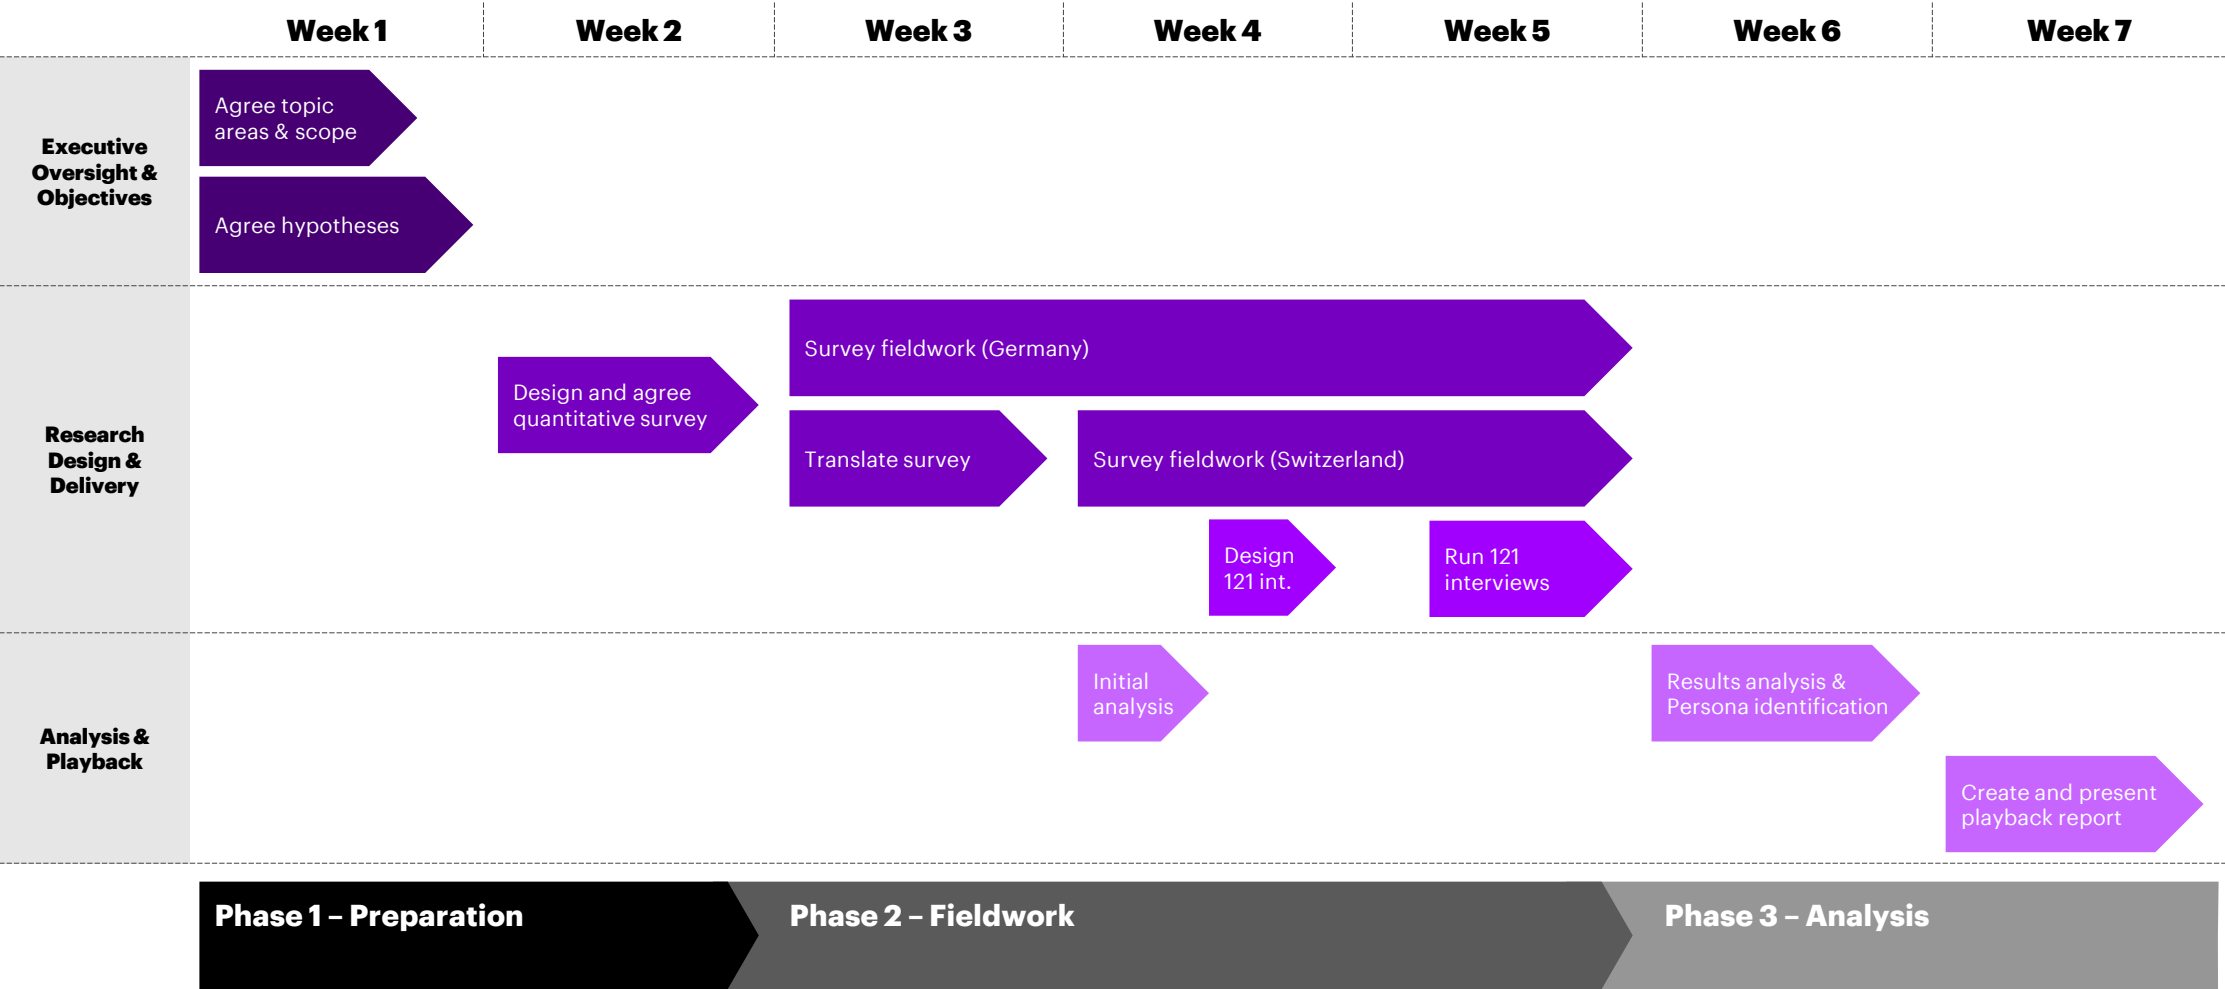 Week 1
Week 2
Week 3
Week 4
Week 5
Week 6
Week 7
Executive
Oversight &
Objectives
Agree topic
areas & scope
Agree hypotheses
Research
Design &
Delivery
Survey fieldwork (Germany)
Design and agree
quantitative survey
Translate survey
Survey fieldwork (Switzerland)
Design
121 int.
Run 121
interviews
Analysis &
Playback
Initial
analysis
Results analysis &
Persona identification
Create and present
playback report
Phase 1 – Preparation
Phase 2 – Fieldwork
Phase 3 – Analysis